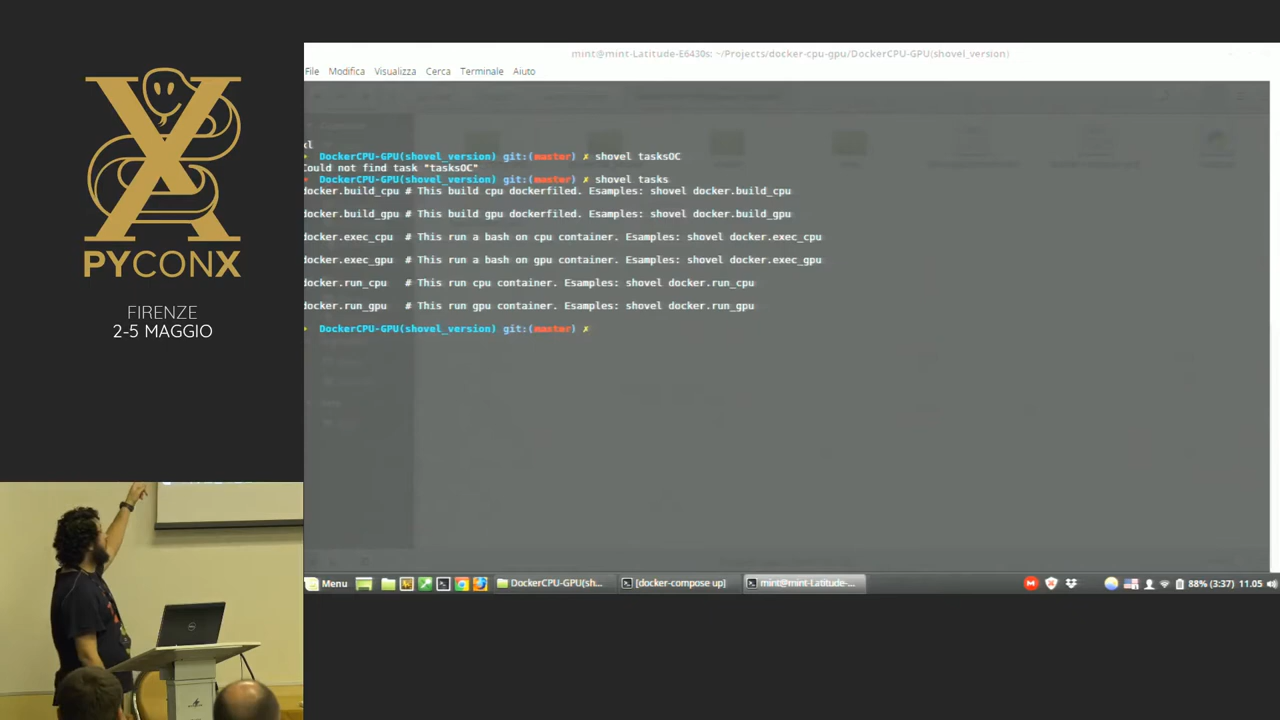 PYCONX
FIRENZE
2-5 MAGGIO
mint@mint-Latitude-E6430s: ~/Projects/docker-cpu-gpu/DockerCPU-GPU(shovel_version)
File Modifica Visualizza Cerca Terminale Aiuto
DockerCPU-GPU(shovel_version) git:(master) ✗ shovel tasksOC
Could not find task "tasksOC"
DockerCPU-GPU(shovel_version) git:(master) ✗ shovel tasks
docker.build_cpu # This build cpu dockerfiled. Esamples: shovel docker.build_cpu
docker.build_gpu # This build gpu dockerfiled. Esamples: shovel docker.build_gpu
docker.exec_cpu # This run a bash on cpu container. Esamples: shovel docker.exec_cpu
docker.exec_gpu # This run a bash on gpu container. Esamples: shovel docker.exec_gpu
docker.run_cpu # This run cpu container. Esamples: shovel docker.run_cpu
docker.run_gpu # This run gpu container. Esamples: shovel docker.run_gpu
DockerCPU-GPU(shovel_version) git:(master) ✗
Menu DockerCPU-GPU(sh... [docker-compose up] mint@mint-Latitude-... 88% (3:37) 11.05